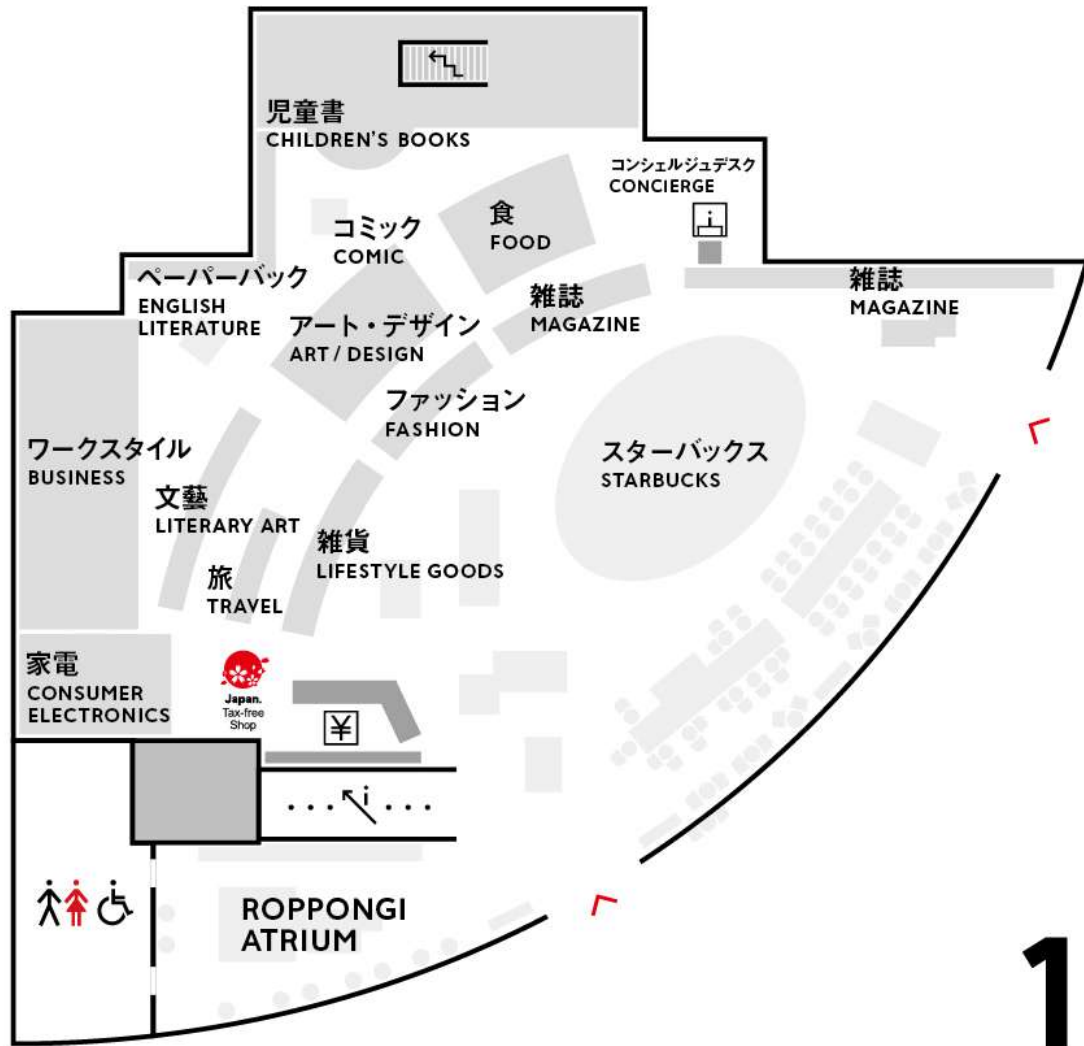 児童書
CHILDREN'S BOOKS
コンシェルジュデスク
CONCIERGE
コミック
COMIC
食
FOOD
ペーパーバック
ENGLISH
LITERATURE
雑誌
MAGAZINE
雑誌
MAGAZINE
アート・デザイン
ART / DESIGN
ファッション
FASHION
ワークスタイル
BUSINESS
スターバックス
STARBUCKS
文藝
LITERARY ART
雑貨
LIFESTYLE GOODS
旅
TRAVEL
家電
CONSUMER
ELECTRONICS
Japan.
Tax-free
Shop
¥
ROPPONGI
ATRIUM
1